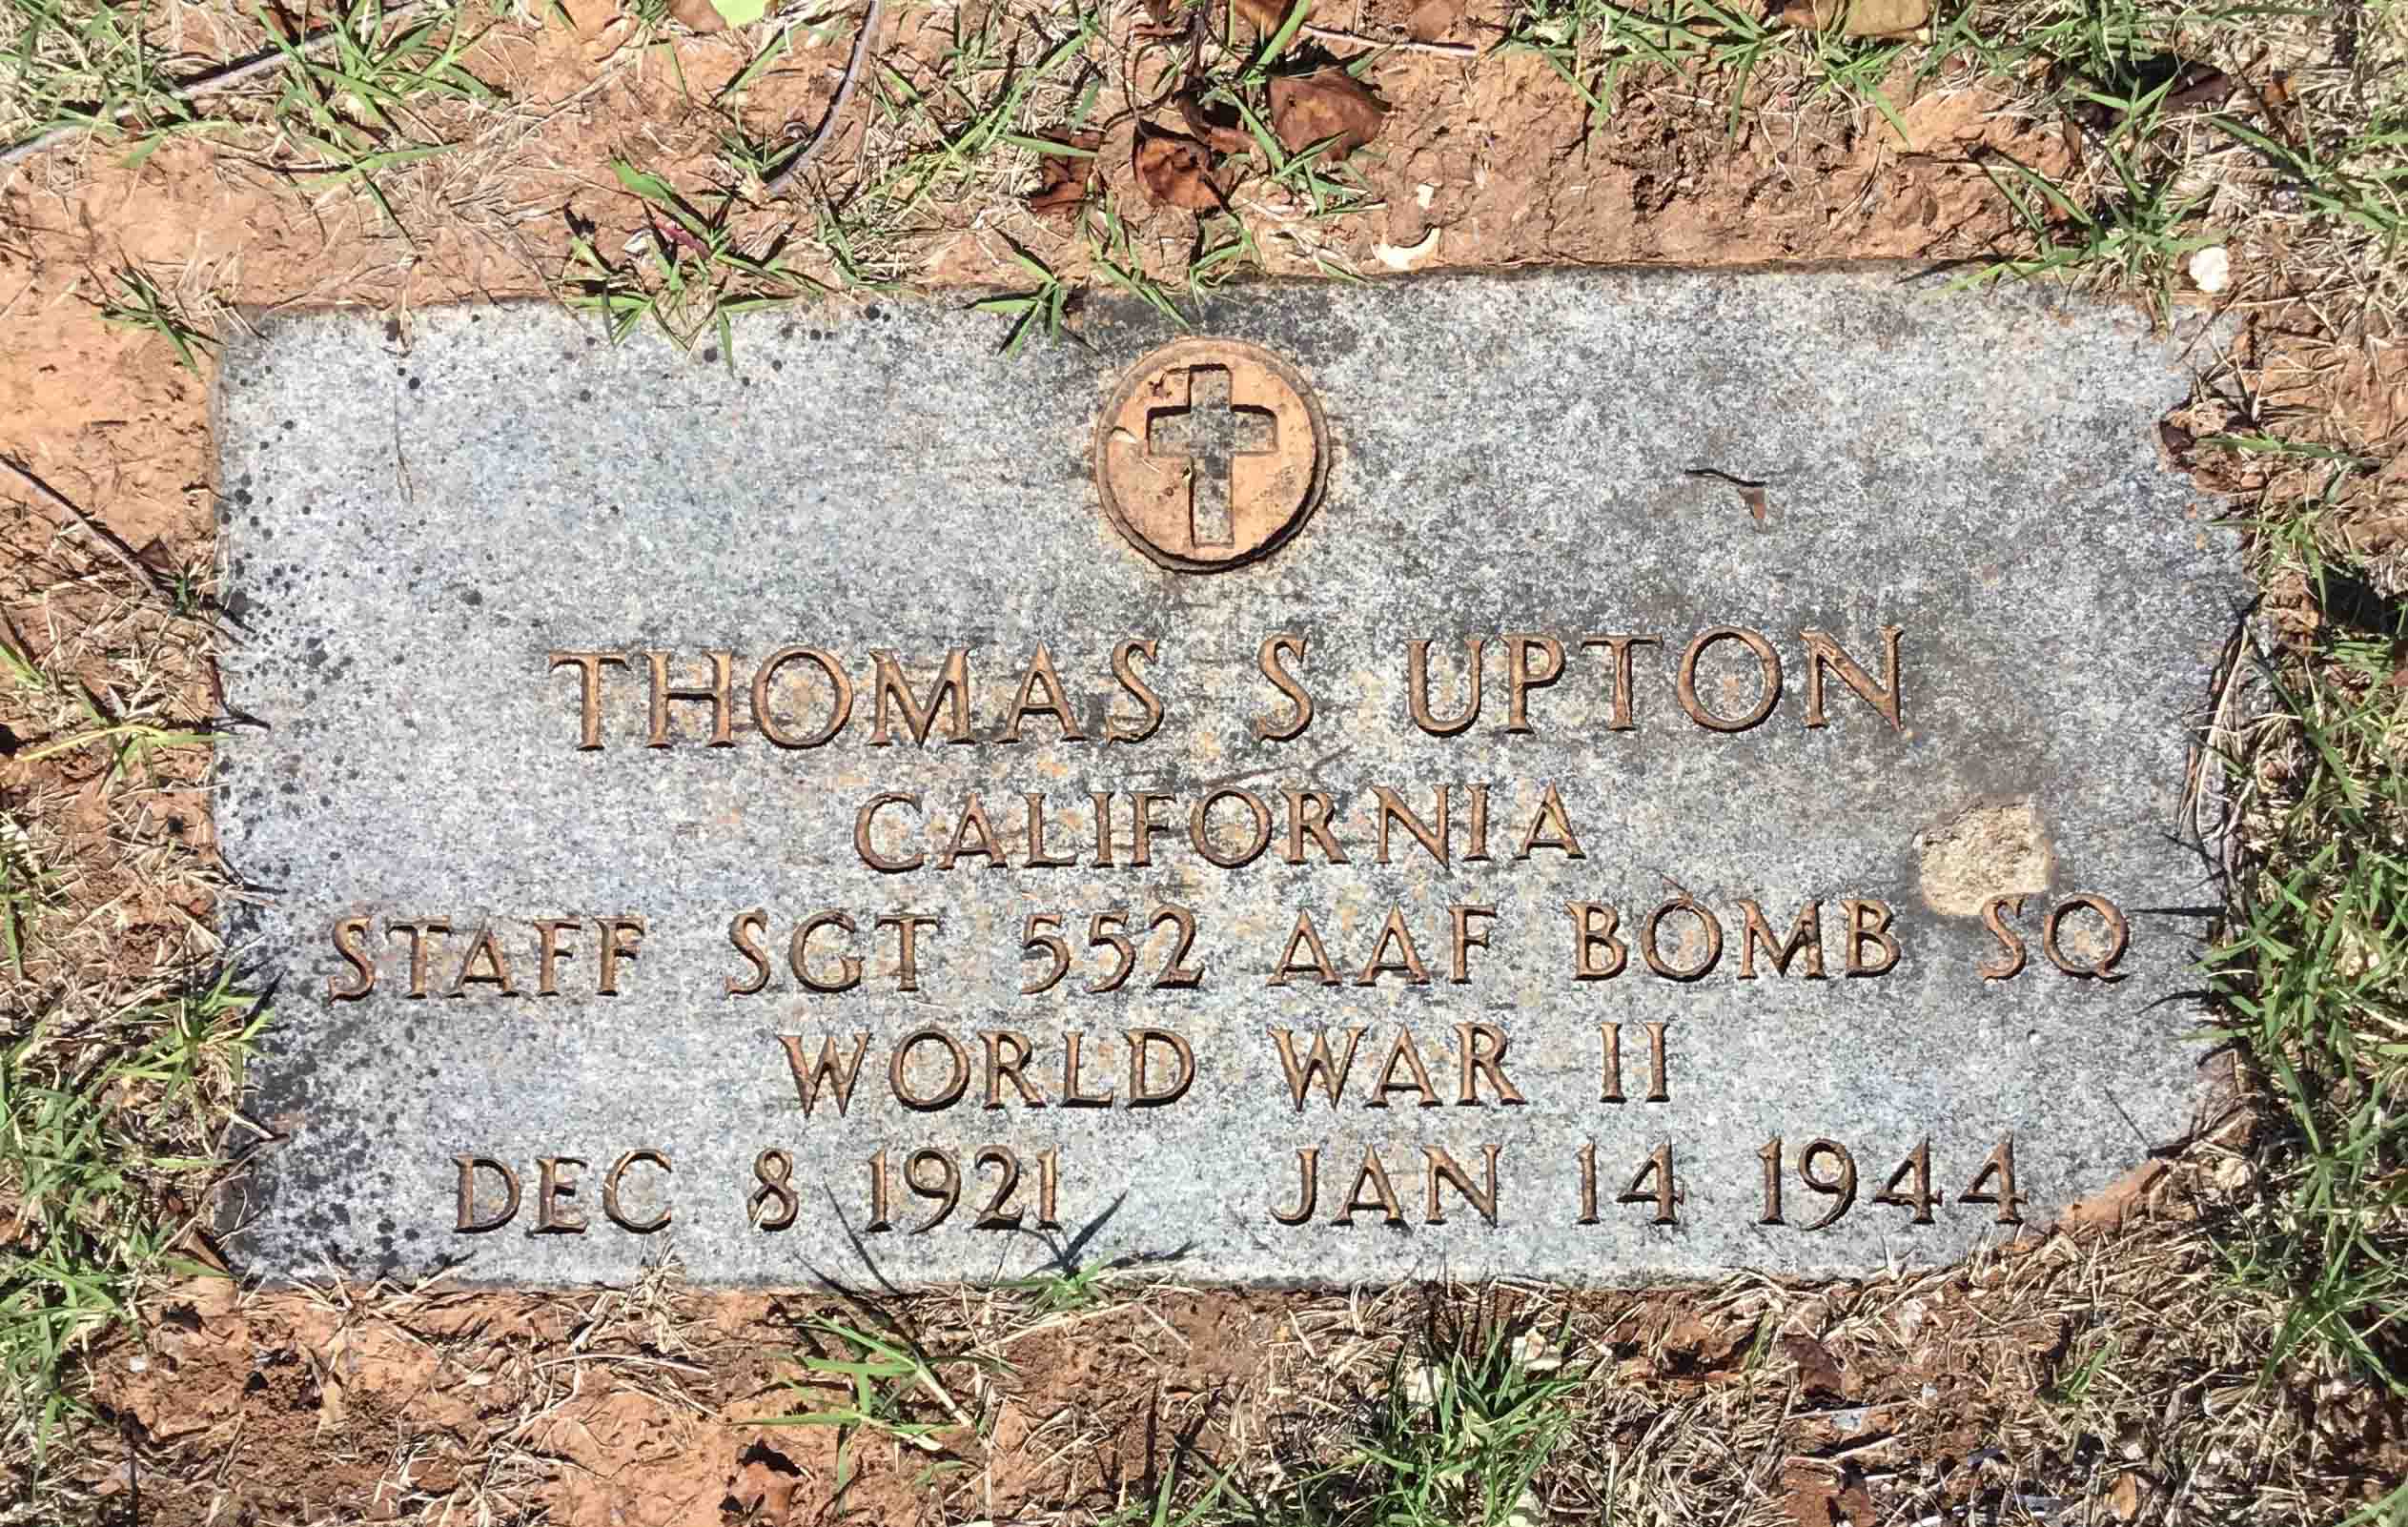 THOMAS S UPTON
CALIFORNIA
STAFF SGT 552 AAF BOMB SQ
WORLD WAR II
DEC 8 1921 JAN 14 1944